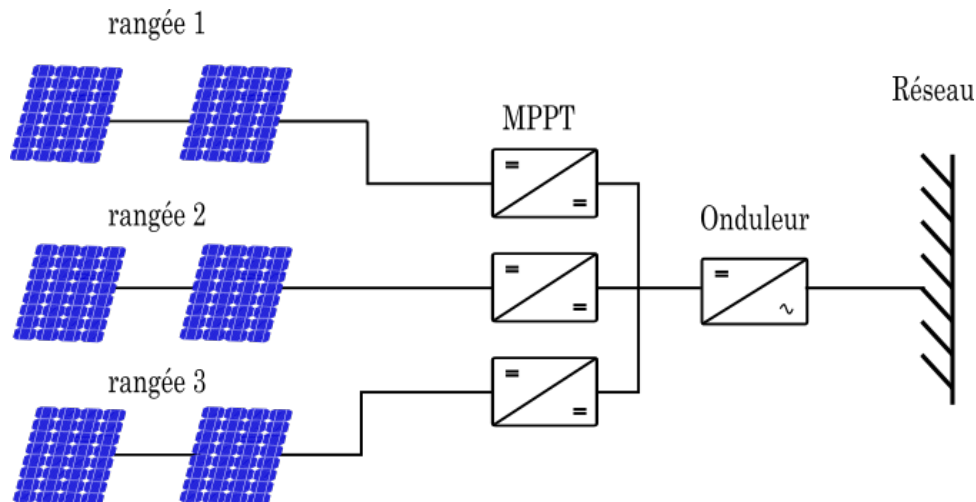 rangée 1
Réseau
MPPT
rangée 2
Onduleur
rangée 3